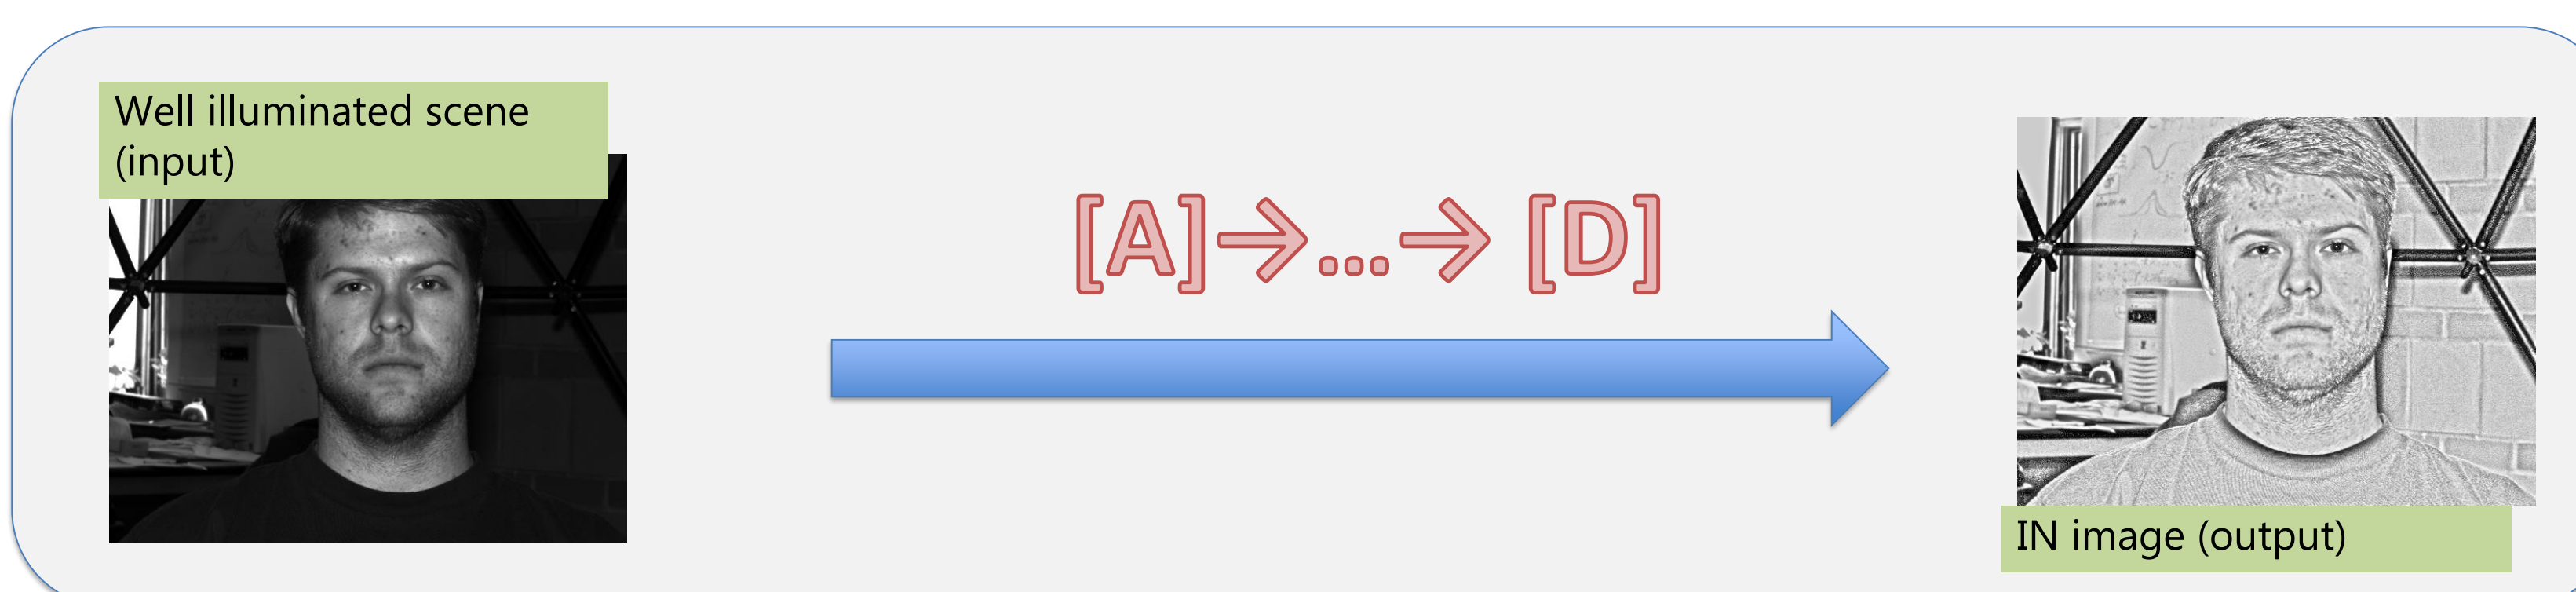 Well illuminated scene
(input)
[A]→...→ [D]
IN image (output)